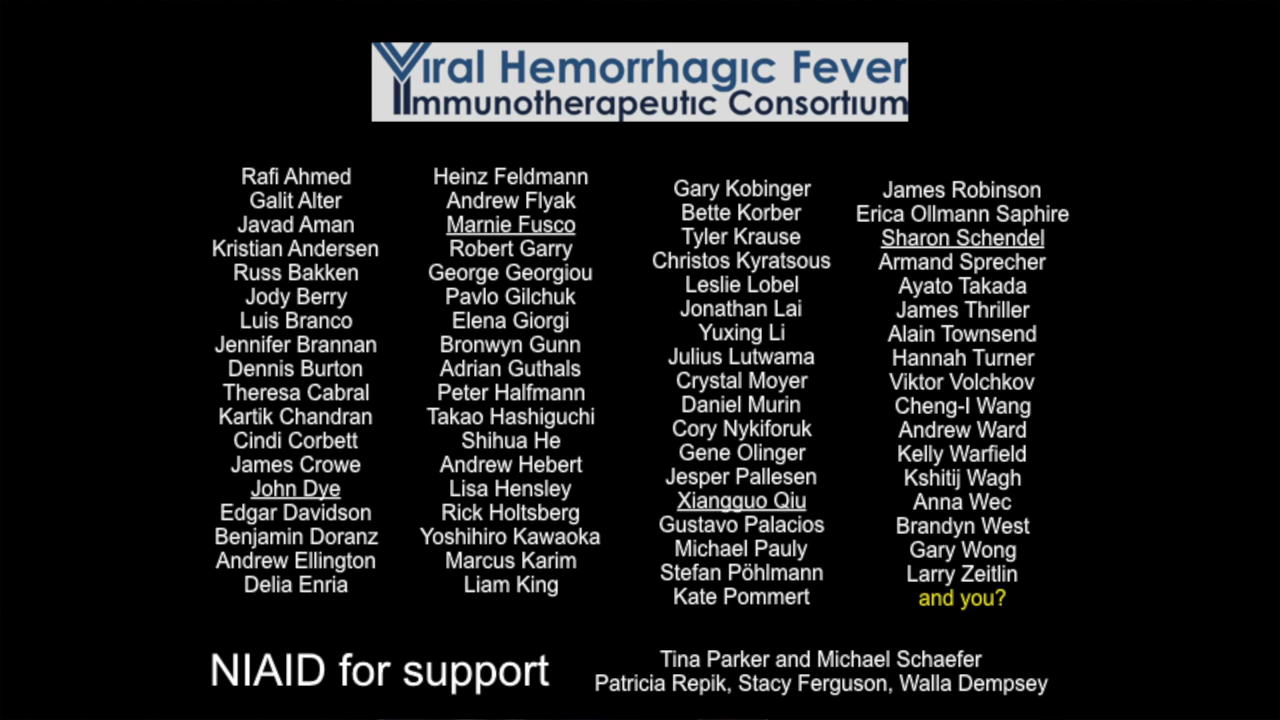 Viral Hemorrhagic Fever
Immunotherapeutic Consortium
Rafi Ahmed
Galit Alter
Javad Aman
Kristian Andersen
Russ Bakken
Jody Berry
Luis Branco
Jennifer Brannan
Dennis Burton
Theresa Cabral
Kartik Chandran
Cindi Corbett
James Crowe
John Dye
Edgar Davidson
Benjamin Doranz
Andrew Ellington
Delia Enria
Heinz Feldmann
Andrew Flyak
Marnie Fusco
Robert Garry
George Georgiou
Pavlo Gilchuk
Elena Giorgi
Bronwyn Gunn
Adrian Guthals
Peter Halfmann
Takao Hashiguchi
Shihua He
Andrew Hebert
Lisa Hensley
Rick Holtsberg
Yoshihiro Kawaoka
Marcus Karim
Liam King
Gary Kobinger
Bette Korber
Tyler Krause
Christos Kyratsous
Leslie Lobel
Jonathan Lai
Yuxing Li
Julius Lutwama
Crystal Moyer
Daniel Murin
Cory Nykiforuk
Gene Olinger
Jesper Pallesen
Xiangguo Qiu
Gustavo Palacios
Michael Pauly
Stefan Pöhlmann
Kate Pommert
James Robinson
Erica Ollmann Saphire
Sharon Schendel
Armand Sprecher
Ayato Takada
James Thriller
Alain Townsend
Hannah Turner
Viktor Volchkov
Cheng-I Wang
Andrew Ward
Kelly Warfield
Kshitij Wagh
Anna Wec
Brandyn West
Gary Wong
Larry Zeitlin
and you?
NIAID for support
Tina Parker and Michael Schaefer
Patricia Repik, Stacy Ferguson, Walla Dempsey